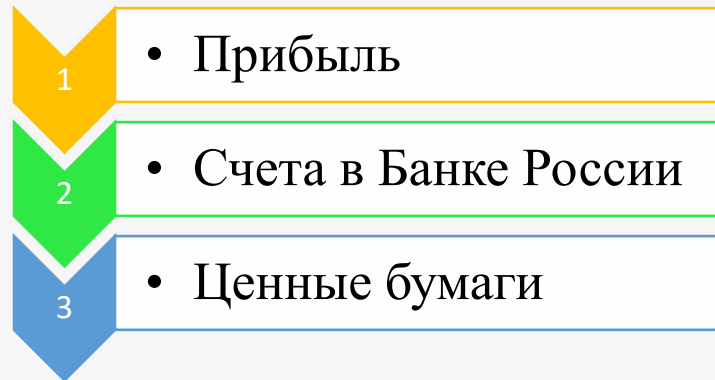 1 • Прибыль
2 • Счета в Банке России
3 • Ценные бумаги